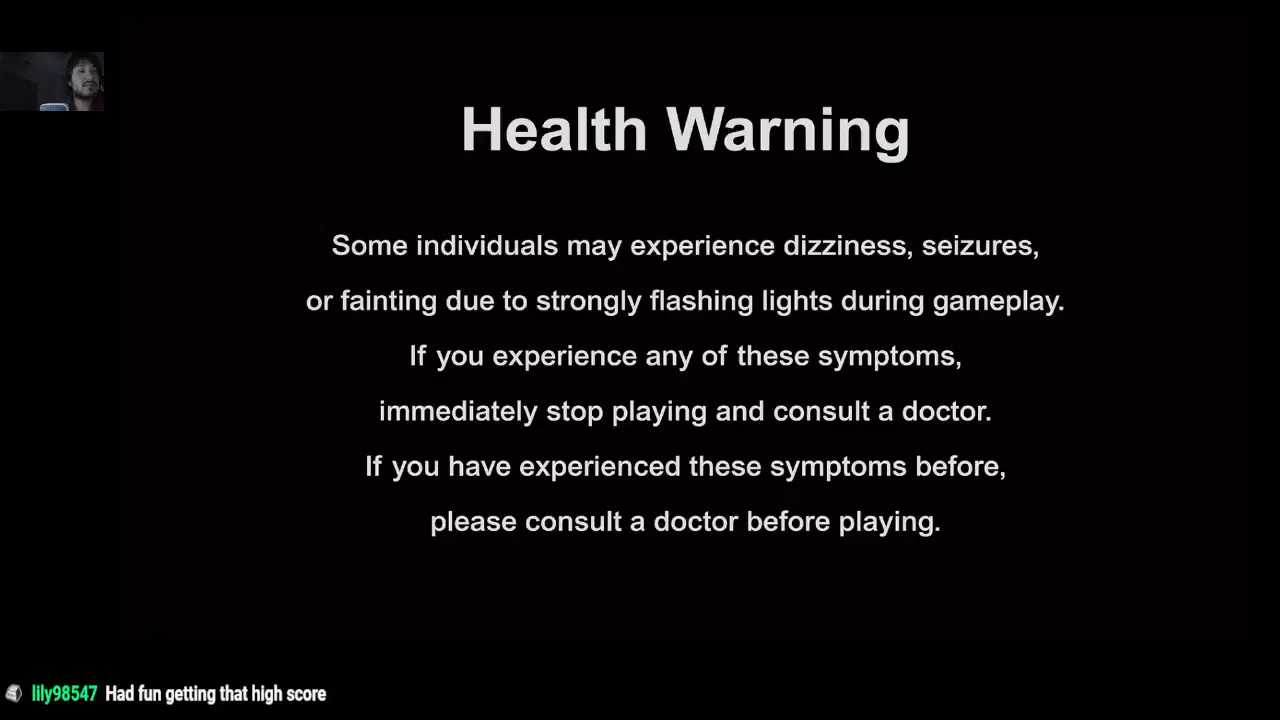 Health Warning
Some individuals may experience dizziness, seizures,
or fainting due to strongly flashing lights during gameplay.
If you experience any of these symptoms,
immediately stop playing and consult a doctor.
If you have experienced these symptoms before,
please consult a doctor before playing.
lily98547 Had fun getting that high score